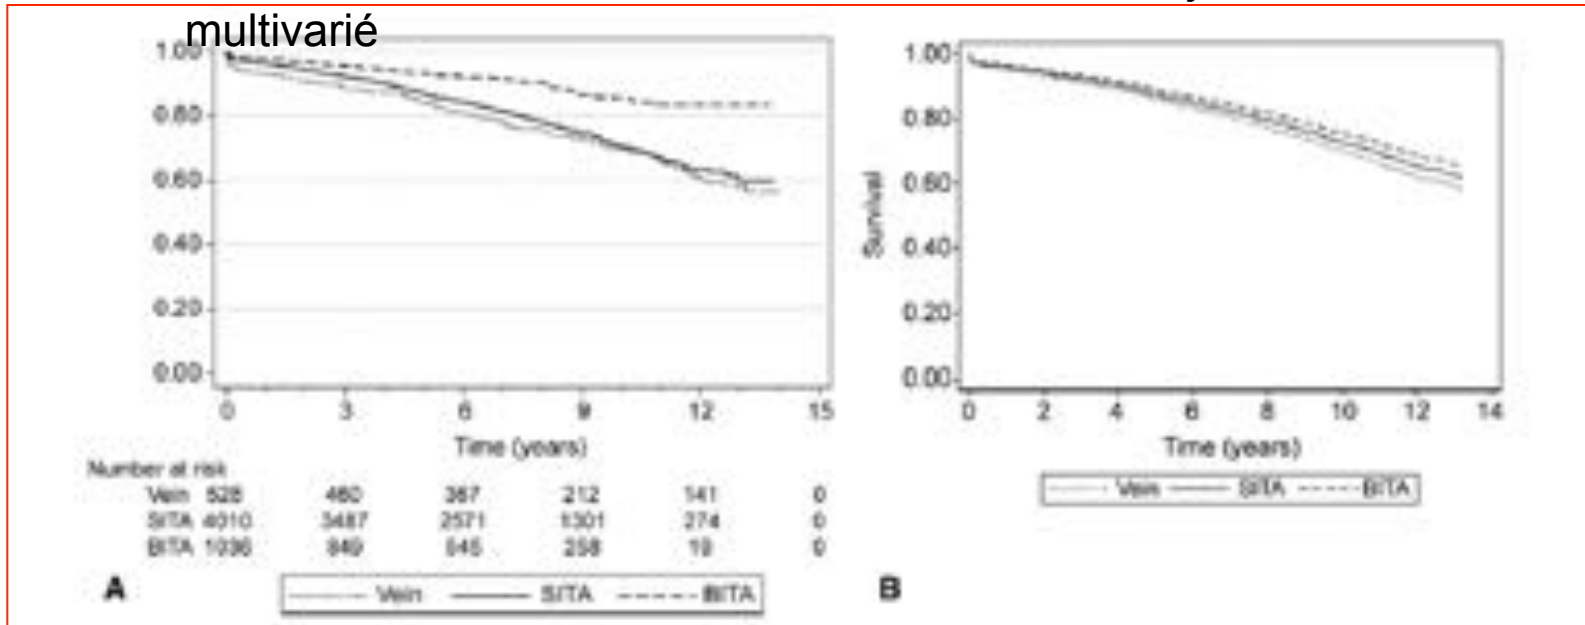 multivarié
1.00
0.80
0.60
0.40
0.20
0.00
0 3 6 9 12 15
Time (years)
Number at risk
Vein 528 460 367 212 141 0
SITA 4010 3487 2571 1301 274 0
BITA 1036 849 545 258 19 0
A
Vein SITA BITA
Survival
1.00
0.80
0.60
0.40
0.20
0.00
0 2 4 6 8 10 12 14
Time (years)
Vein SITA BITA
B